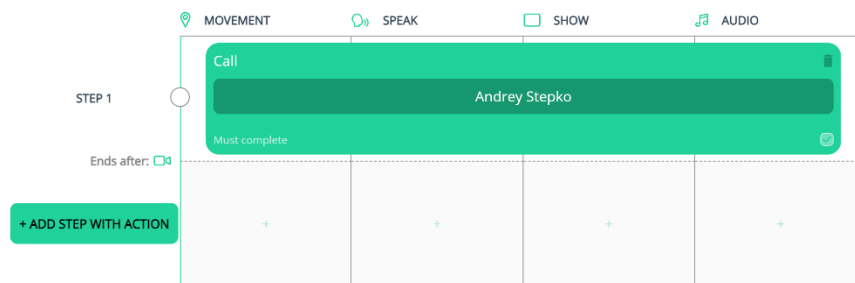 MOVEMENT SPEAK SHOW AUDIO
Call
STEP 1
Andrey Stepko
Must complete
Ends after:
+ ADD STEP WITH ACTION + + + +